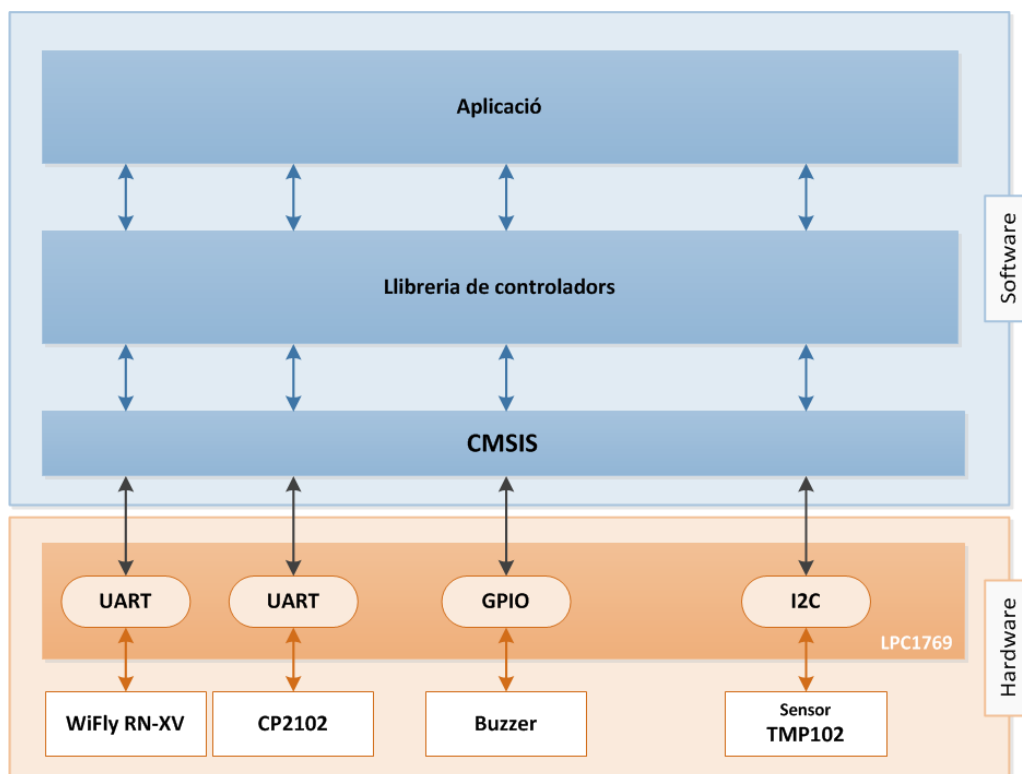 Aplicació
Llibreria de controladors
Software
CMSIS
UART
UART
GPIO
I2C
LPC1769
Hardware
WiFly RN-XV
CP2102
Buzzer
Sensor
TMP102